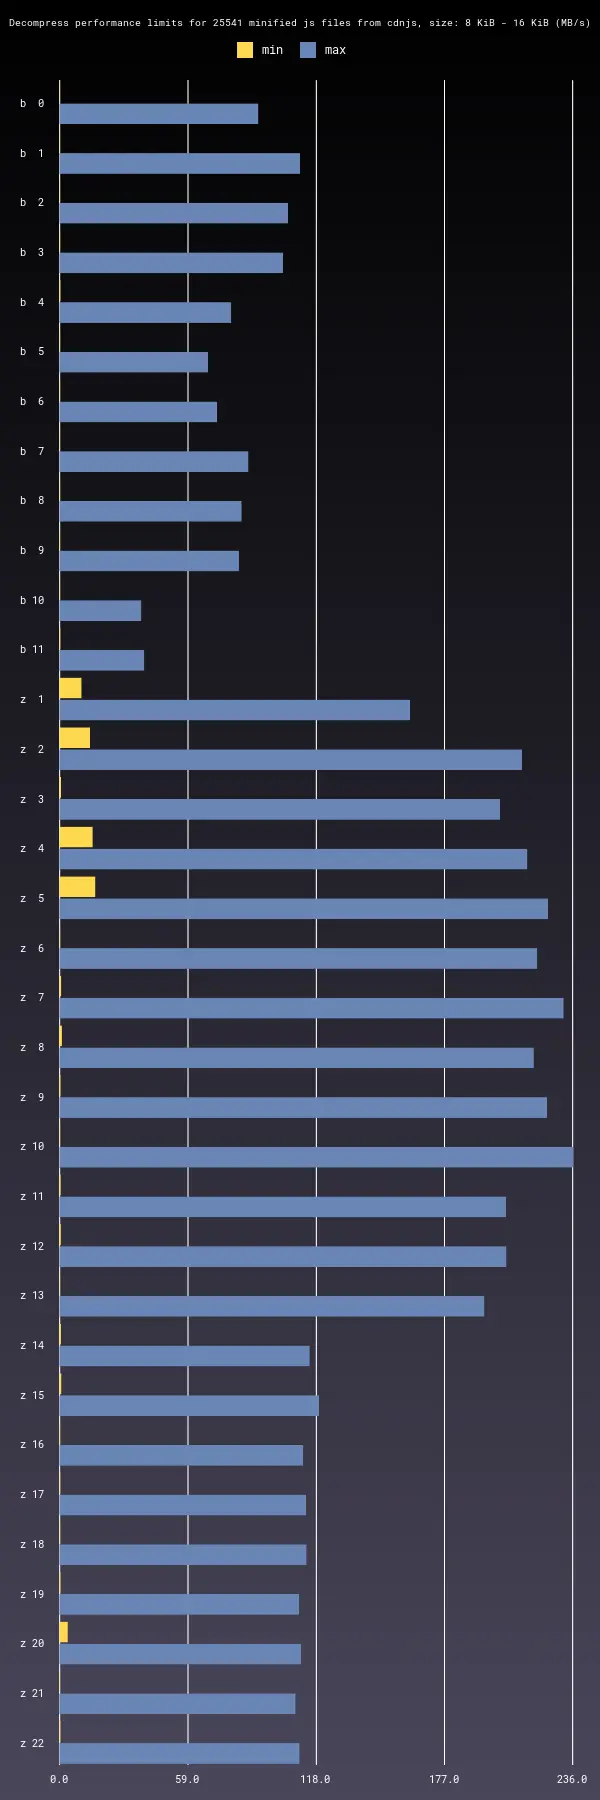 Decompress performance limits for 25541 minified js files from cdnjs, size: 8 KiB - 16 KiB (MB/s)
min max
b 0
b 1
b 2
b 3
b 4
b 5
b 6
b 7
b 8
b 9
b 10
b 11
z 1
z 2
z 3
z 4
z 5
z 6
z 7
z 8
z 9
z 10
z 11
z 12
z 13
z 14
z 15
z 16
z 17
z 18
z 19
z 20
z 21
z 22
0.0 59.0 118.0 177.0 236.0